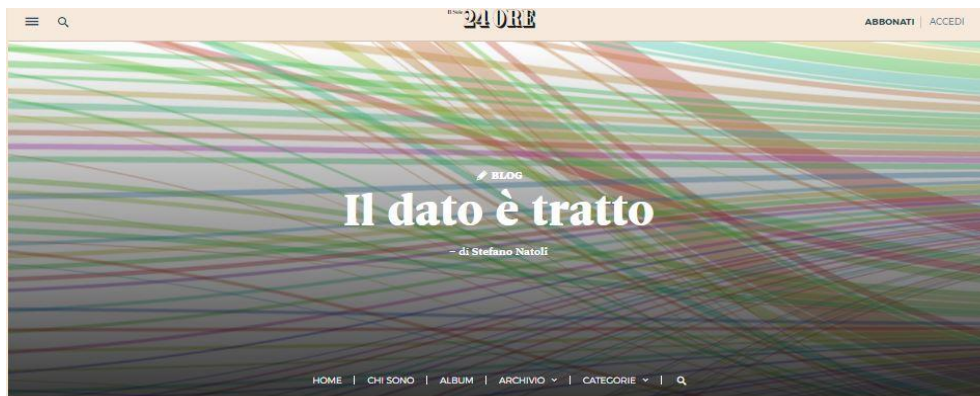 Il Sole
24 ORE
ABBONATI | ACCEDI
BLOG
Il dato è tratto
– di Stefano Natoli
HOME | CHI SONO | ALBUM | ARCHIVIO | CATEGORIE |